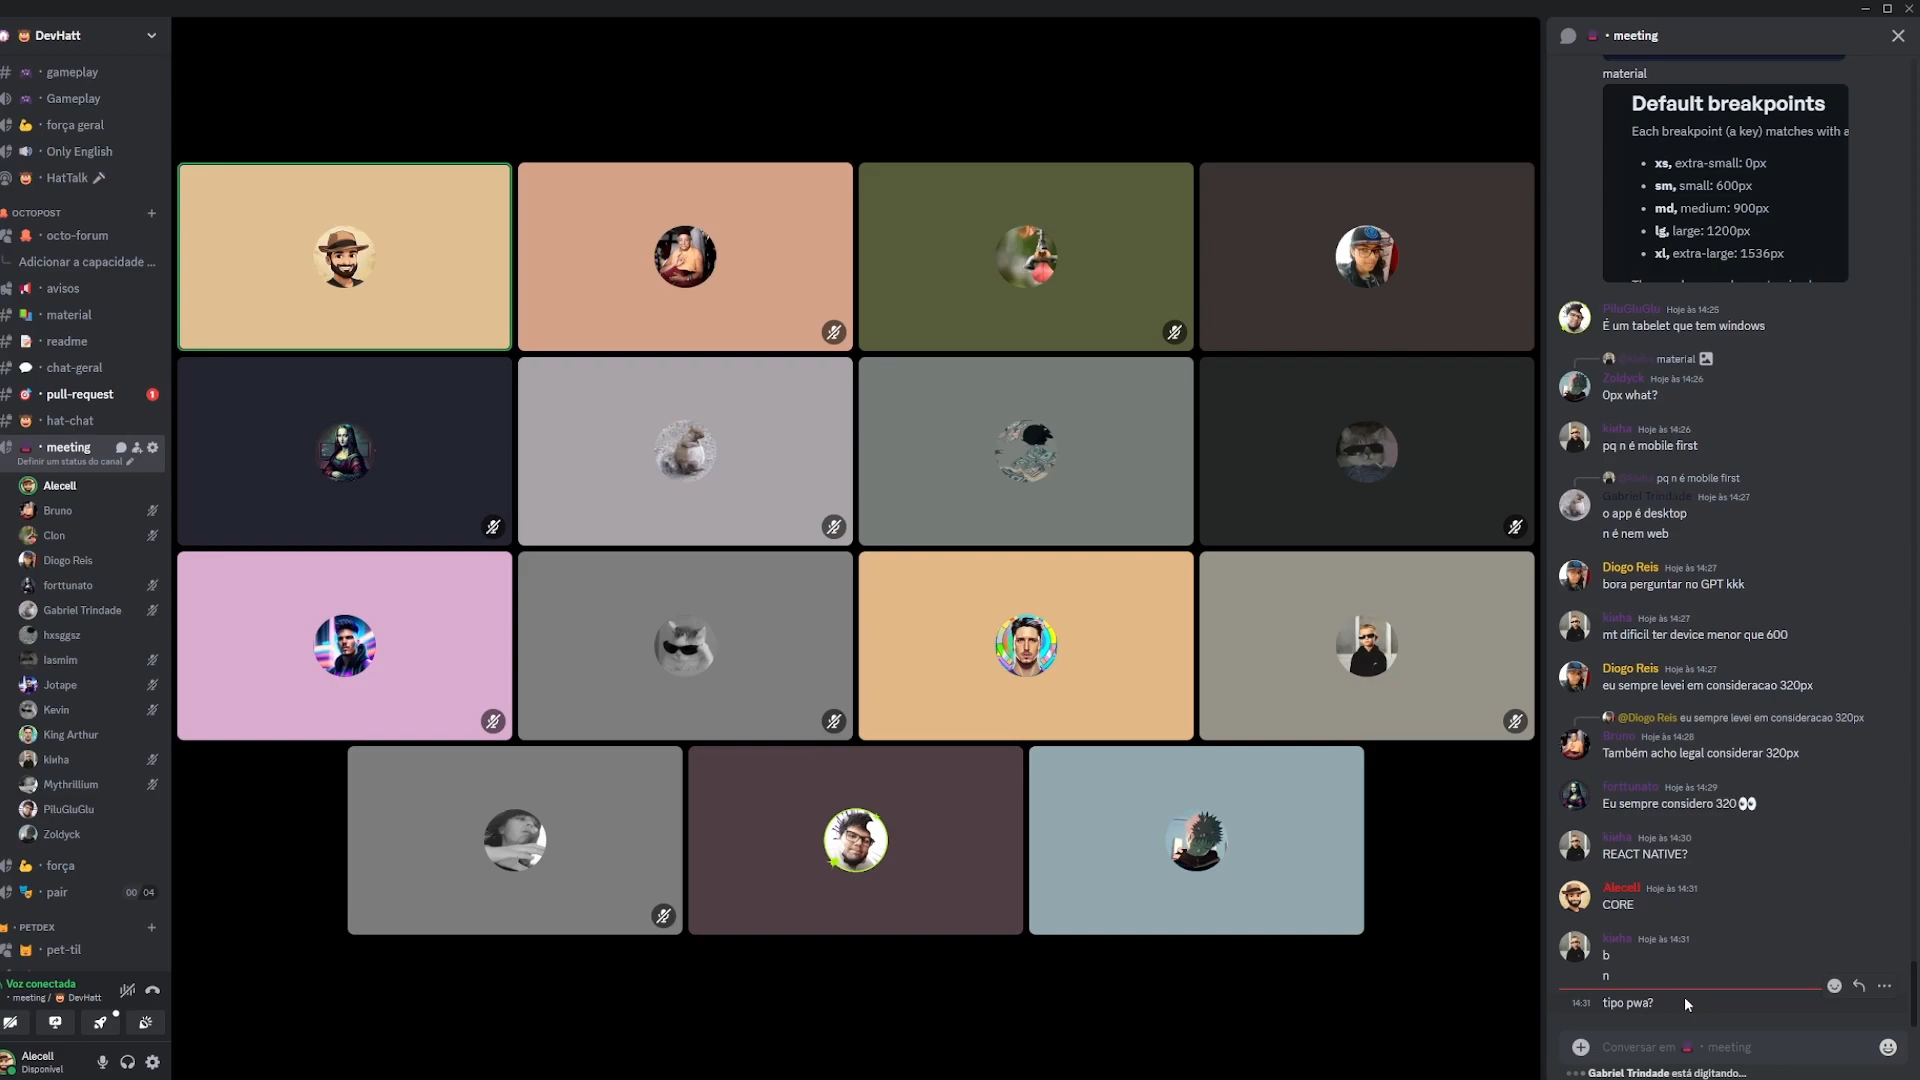 DevHatt
gameplay
Gameplay
força geral
Only English
HatTalk
OCTOPOST
octo-forum
Adicionar a capacidade ...
avisos
material
readme
chat-geral
pull-request 1
hat-chat
meeting
Definir um status do canal
Alecell
Bruno
Clon
Diogo Reis
forttunato
Gabriel Trindade
hxsggsz
Iasmim
Jotape
Kevin
King Arthur
kiиha
Mythrillium
PiluGluGlu
Zoldyck
força
pair 00 04
PETDEX
pet-til
Voz conectada
meeting / DevHatt
Alecell
Disponível
meeting
material
Default breakpoints
Each breakpoint (a key) matches with a
• xs, extra-small: 0px
• sm, small: 600px
• md, medium: 900px
• lg, large: 1200px
• xl, extra-large: 1536px
PiluGluGlu Hoje às 14:25
É um tabelet que tem windows
material
Zoldyck Hoje às 14:26
0px what?
kiиha Hoje às 14:26
pq n é mobile first
pq n é mobile first
Gabriel Trindade Hoje às 14:27
o app é desktop
n é nem web
Diogo Reis Hoje às 14:27
bora perguntar no GPT kkk
kiиha Hoje às 14:27
mt dificil ter device menor que 600
Diogo Reis Hoje às 14:27
eu sempre levei em consideracao 320px
@Diogo Reis eu sempre levei em consideracao 320px
Bruno Hoje às 14:28
Também acho legal considerar 320px
forttunato Hoje às 14:29
Eu sempre considero 320
kiиha Hoje às 14:30
REACT NATIVE?
Alecell Hoje às 14:31
CORE
kiиha Hoje às 14:31
b
n
14:31 tipo pwa?
Conversar em meeting
Gabriel Trindade está digitando...